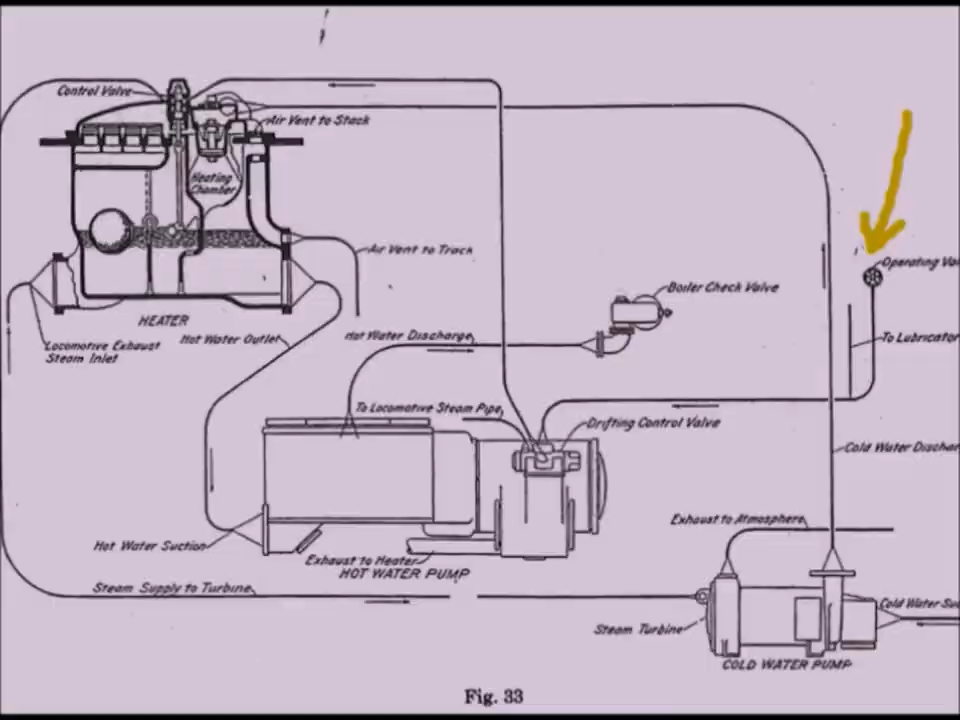 Control Valve
Air Vent to Stack
Heating
Chamber
Air Vent to Track
Operating
Boiler Check Valve
HEATER
Hot Water Outlet
Hot Water Discharge
To Lubricator
Locomotive Exhaust
Steam Inlet
To Locomotive Steam Pipe
Drifting Control Valve
Cold Water
Exhaust to Atmosphere
Hot Water Suction
Exhaust to Heater
HOT WATER PUMP
Steam Supply to Turbine
Cold Water
Steam Turbine
COLD WATER PUMP
Fig. 33